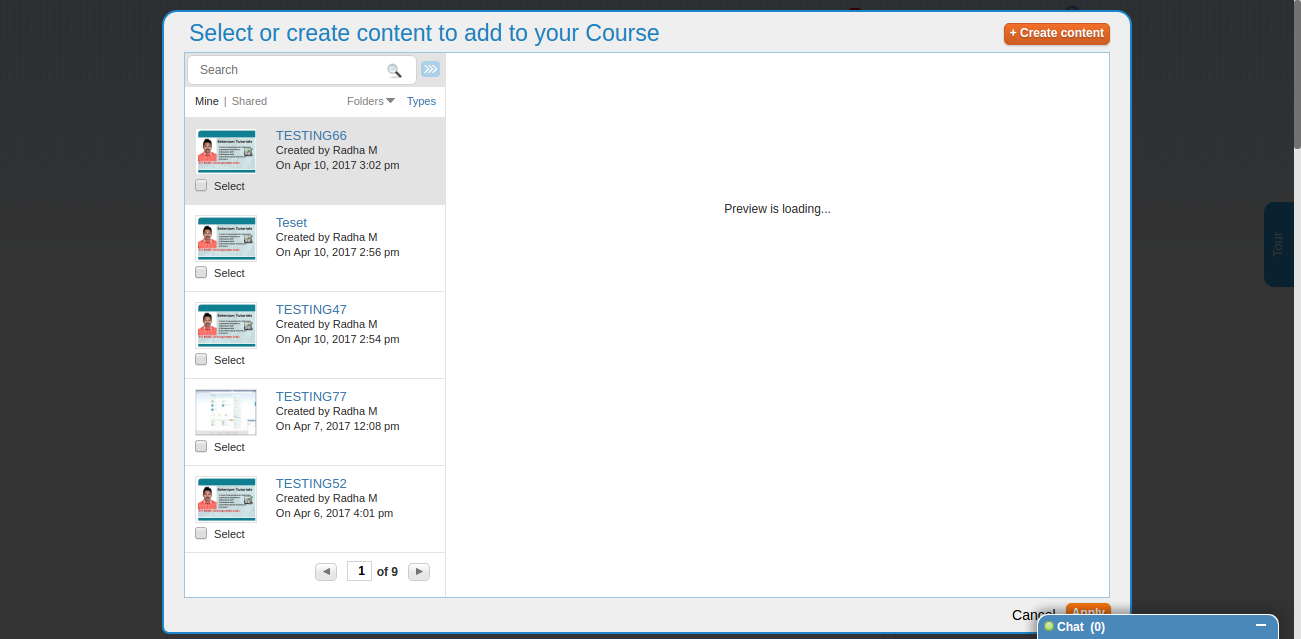 Select or create content to add to your Course
+ Create content
Search
Mine | Shared
Folders
Types
TESTING66
Created by Radha M
On Apr 10, 2017 3:02 pm
Select
Teset
Created by Radha M
On Apr 10, 2017 2:56 pm
Select
TESTING47
Created by Radha M
On Apr 10, 2017 2:54 pm
Select
TESTING77
Created by Radha M
On Apr 7, 2017 12:08 pm
Select
TESTING52
Created by Radha M
On Apr 6, 2017 4:01 pm
Select
1 of 9
Preview is loading...
Tour
Cancel
Apply
Chat (0)